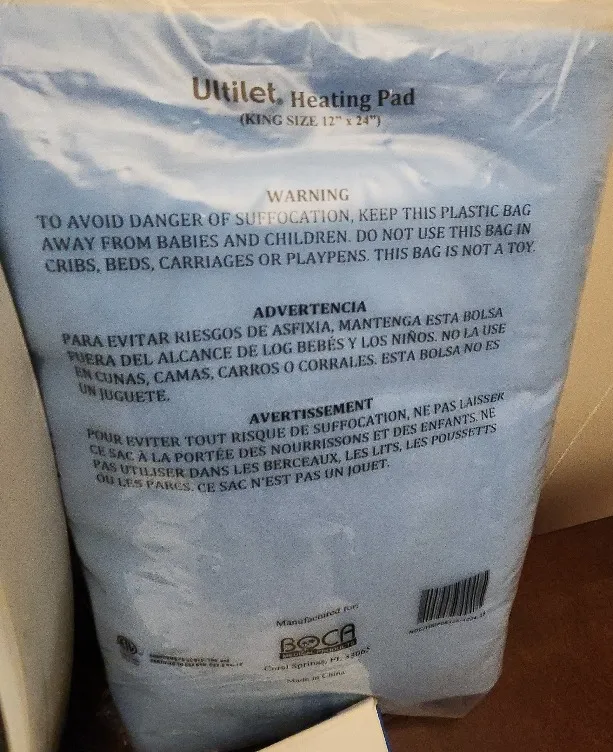 Ultilet® Heating Pad
(KING SIZE 12" x 24")
WARNING
TO AVOID DANGER OF SUFFOCATION, KEEP THIS PLASTIC BAG
AWAY FROM BABIES AND CHILDREN. DO NOT USE THIS BAG IN
CRIBS, BEDS, CARRIAGES OR PLAYPENS. THIS BAG IS NOT A TOY.
ADVERTENCIA
PARA EVITAR RIESGOS DE ASFIXIA, MANTENGA ESTA BOLSA
FUERA DEL ALCANCE DE LOG BEBÉS Y LOS NIÑOS. NO LA USE
EN CUNAS, CAMAS, CARROS O CORRALES. ESTA BOLSA NO ES
UN JUGUETE.
AVERTISSEMENT
POUR EVITER TOUT RISQUE DE SUFFOCATION, NE PAS LAISSER
CE SAC À LA PORTÉE DES NOURRISSONS ET DES ENFANTS. NE
PAS UTILISER DANS LES BERCEAUX, LES LITS, LES POUSSETTS
OU LES PARCS. CE SAC N'EST PAS UN JOUET.
Manufactured for:
BOCA
MEDICAL PRODUCTS
Coral Springs, FL 33065
Made in China